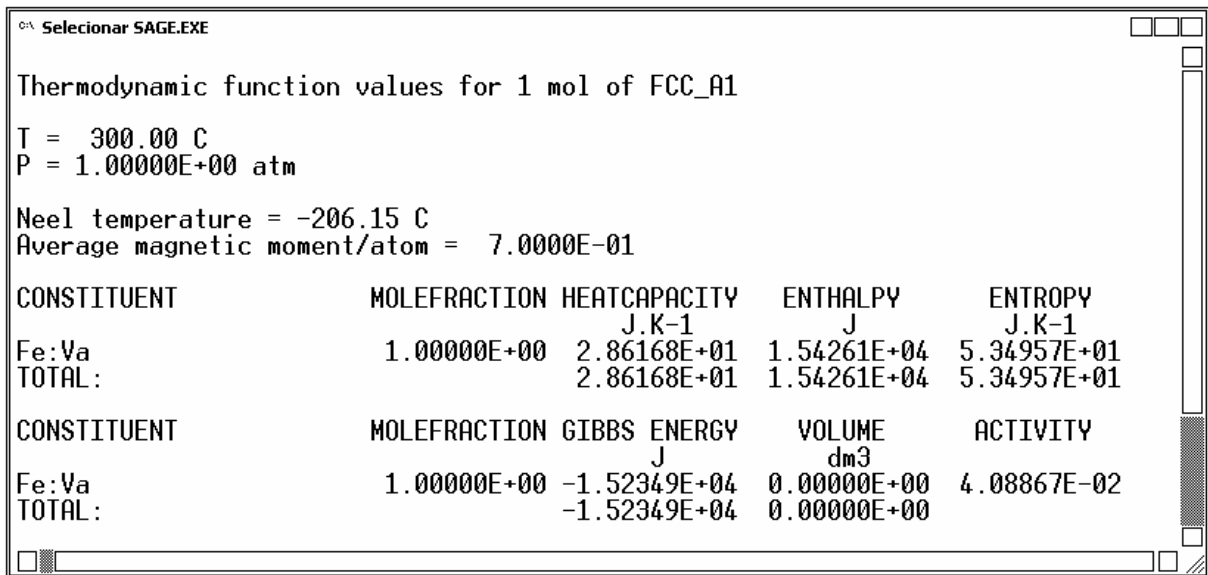 C:\ Selecionar SAGE.EXE
Thermodynamic function values for 1 mol of FCC_A1
T = 300.00 C
P = 1.00000E+00 atm
Neel temperature = -206.15 C
Average magnetic moment/atom = 7.0000E-01
CONSTITUENT MOLEFRACTION HEATCAPACITY ENTHALPY ENTROPY
J.K-1 J J.K-1
Fe:Va 1.00000E+00 2.86168E+01 1.54261E+04 5.34957E+01
TOTAL: 2.86168E+01 1.54261E+04 5.34957E+01
CONSTITUENT MOLEFRACTION GIBBS ENERGY VOLUME ACTIVITY
J dm3
Fe:Va 1.00000E+00 -1.52349E+04 0.00000E+00 4.08867E-02
TOTAL: -1.52349E+04 0.00000E+00